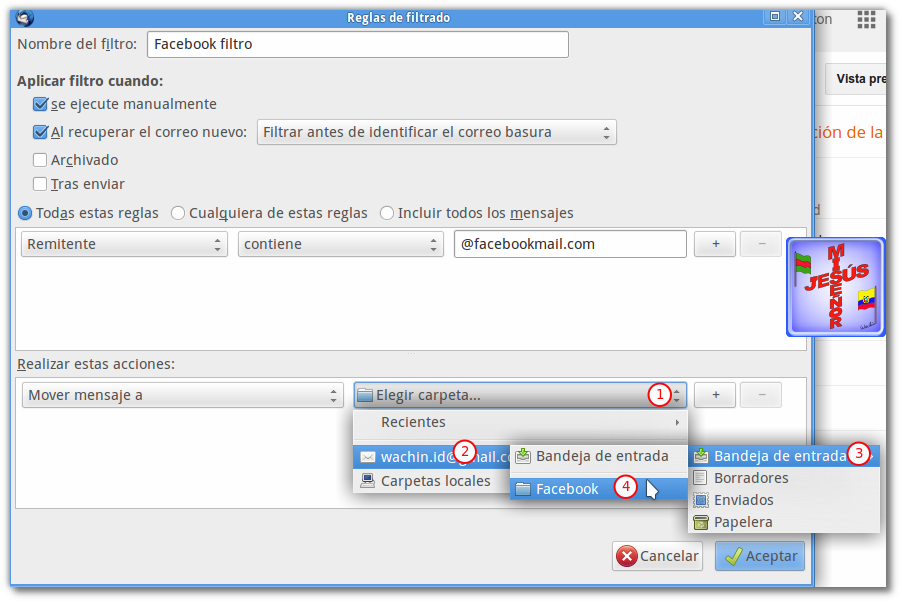 Reglas de filtrado
Nombre del filtro: Facebook filtro
Aplicar filtro cuando:
se ejecute manualmente
Al recuperar el correo nuevo: Filtrar antes de identificar el correo basura
Archivado
Tras enviar
Todas estas reglas Cualquiera de estas reglas Incluir todos los mensajes
Remitente contiene @facebookmail.com + −
Realizar estas acciones:
Mover mensaje a Elegir carpeta... 1 + −
Recientes
wachin.id@gmail.co 2 Bandeja de entrada Bandeja de entrada 3
Carpetas locales Facebook 4 Borradores
Enviados
Papelera
Cancelar Aceptar
Vista pre
ción de la
MI SEÑOR
JESÚS